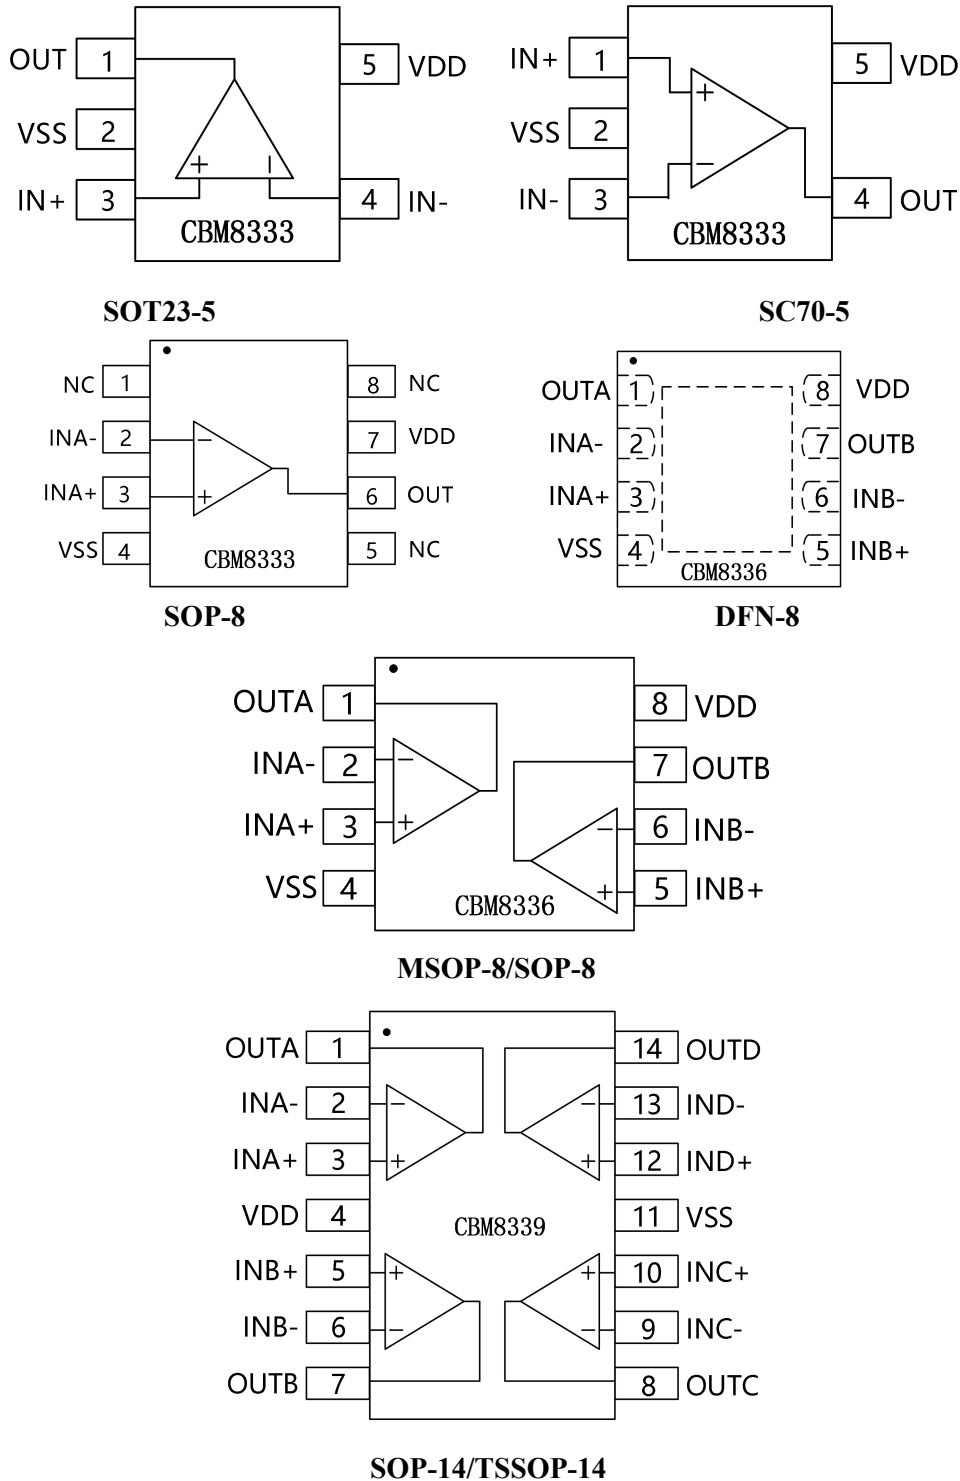 OUT 1 5 VDD
VSS 2
IN+ 3 4 IN-
+ −
CBM8333
SOT23-5
IN+ 1 5 VDD
VSS 2
IN- 3 4 OUT
+
−
CBM8333
SC70-5
NC 1 8 NC
INA- 2 − 7 VDD
INA+ 3 + 6 OUT
VSS 4 5 NC
CBM8333
SOP-8
OUTA 1 8 VDD
INA- 2 7 OUTB
INA+ 3 6 INB-
VSS 4 5 INB+
CBM8336
DFN-8
OUTA 1 8 VDD
INA- 2 − 7 OUTB
INA+ 3 + − 6 INB-
VSS 4 + 5 INB+
CBM8336
MSOP-8/SOP-8
OUTA 1 14 OUTD
INA- 2 − − 13 IND-
INA+ 3 + + 12 IND+
VDD 4 11 VSS
CBM8339
INB+ 5 + + 10 INC+
INB- 6 − − 9 INC-
OUTB 7 8 OUTC
SOP-14/TSSOP-14